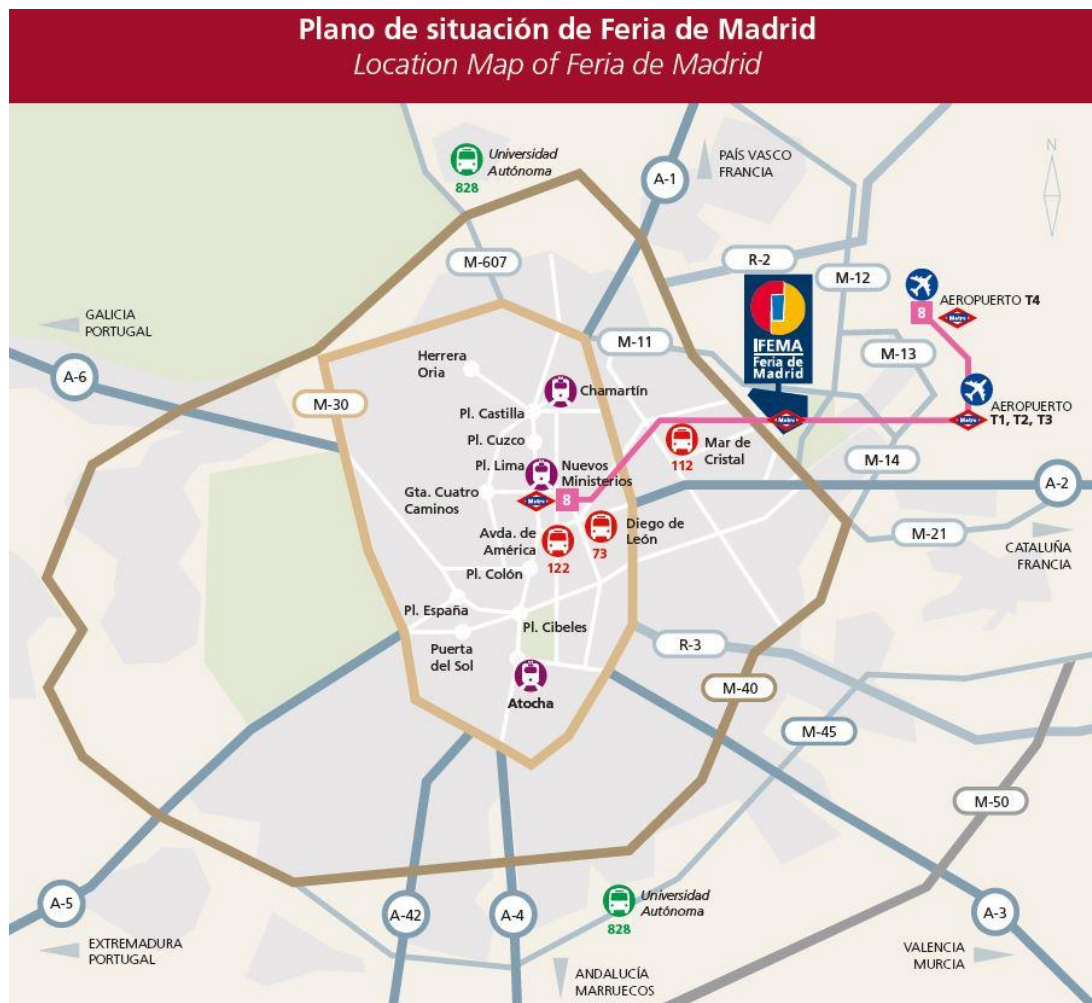 Plano de situación de Feria de Madrid
Location Map of Feria de Madrid
Universidad
Autónoma
828
A-1
PAÍS VASCO
FRANCIA
N
M-607
R-2
M-12
AEROPUERTO T4
8
Metro
GALICIA
PORTUGAL
IFEMA
Feria de
Madrid
M-11
M-13
Herrera
Oria
A-6
Chamartín
AEROPUERTO
T1, T2, T3
Metro
M-30
Pl. Castilla
Metro
Pl. Cuzco
Mar de
Cristal
112
M-14
Pl. Lima
Nuevos
Ministerios
A-2
Gta. Cuatro
Caminos
Metro
8
Diego de
León
73
M-21
Avda. de
América
122
CATALUÑA
FRANCIA
Pl. Colón
Pl. España
Pl. Cibeles
Puerta
del Sol
R-3
M-40
Atocha
M-45
M-50
Universidad
Autónoma
828
A-5
A-42
A-4
A-3
EXTREMADURA
PORTUGAL
VALENCIA
MURCIA
ANDALUCÍA
MARRUECOS